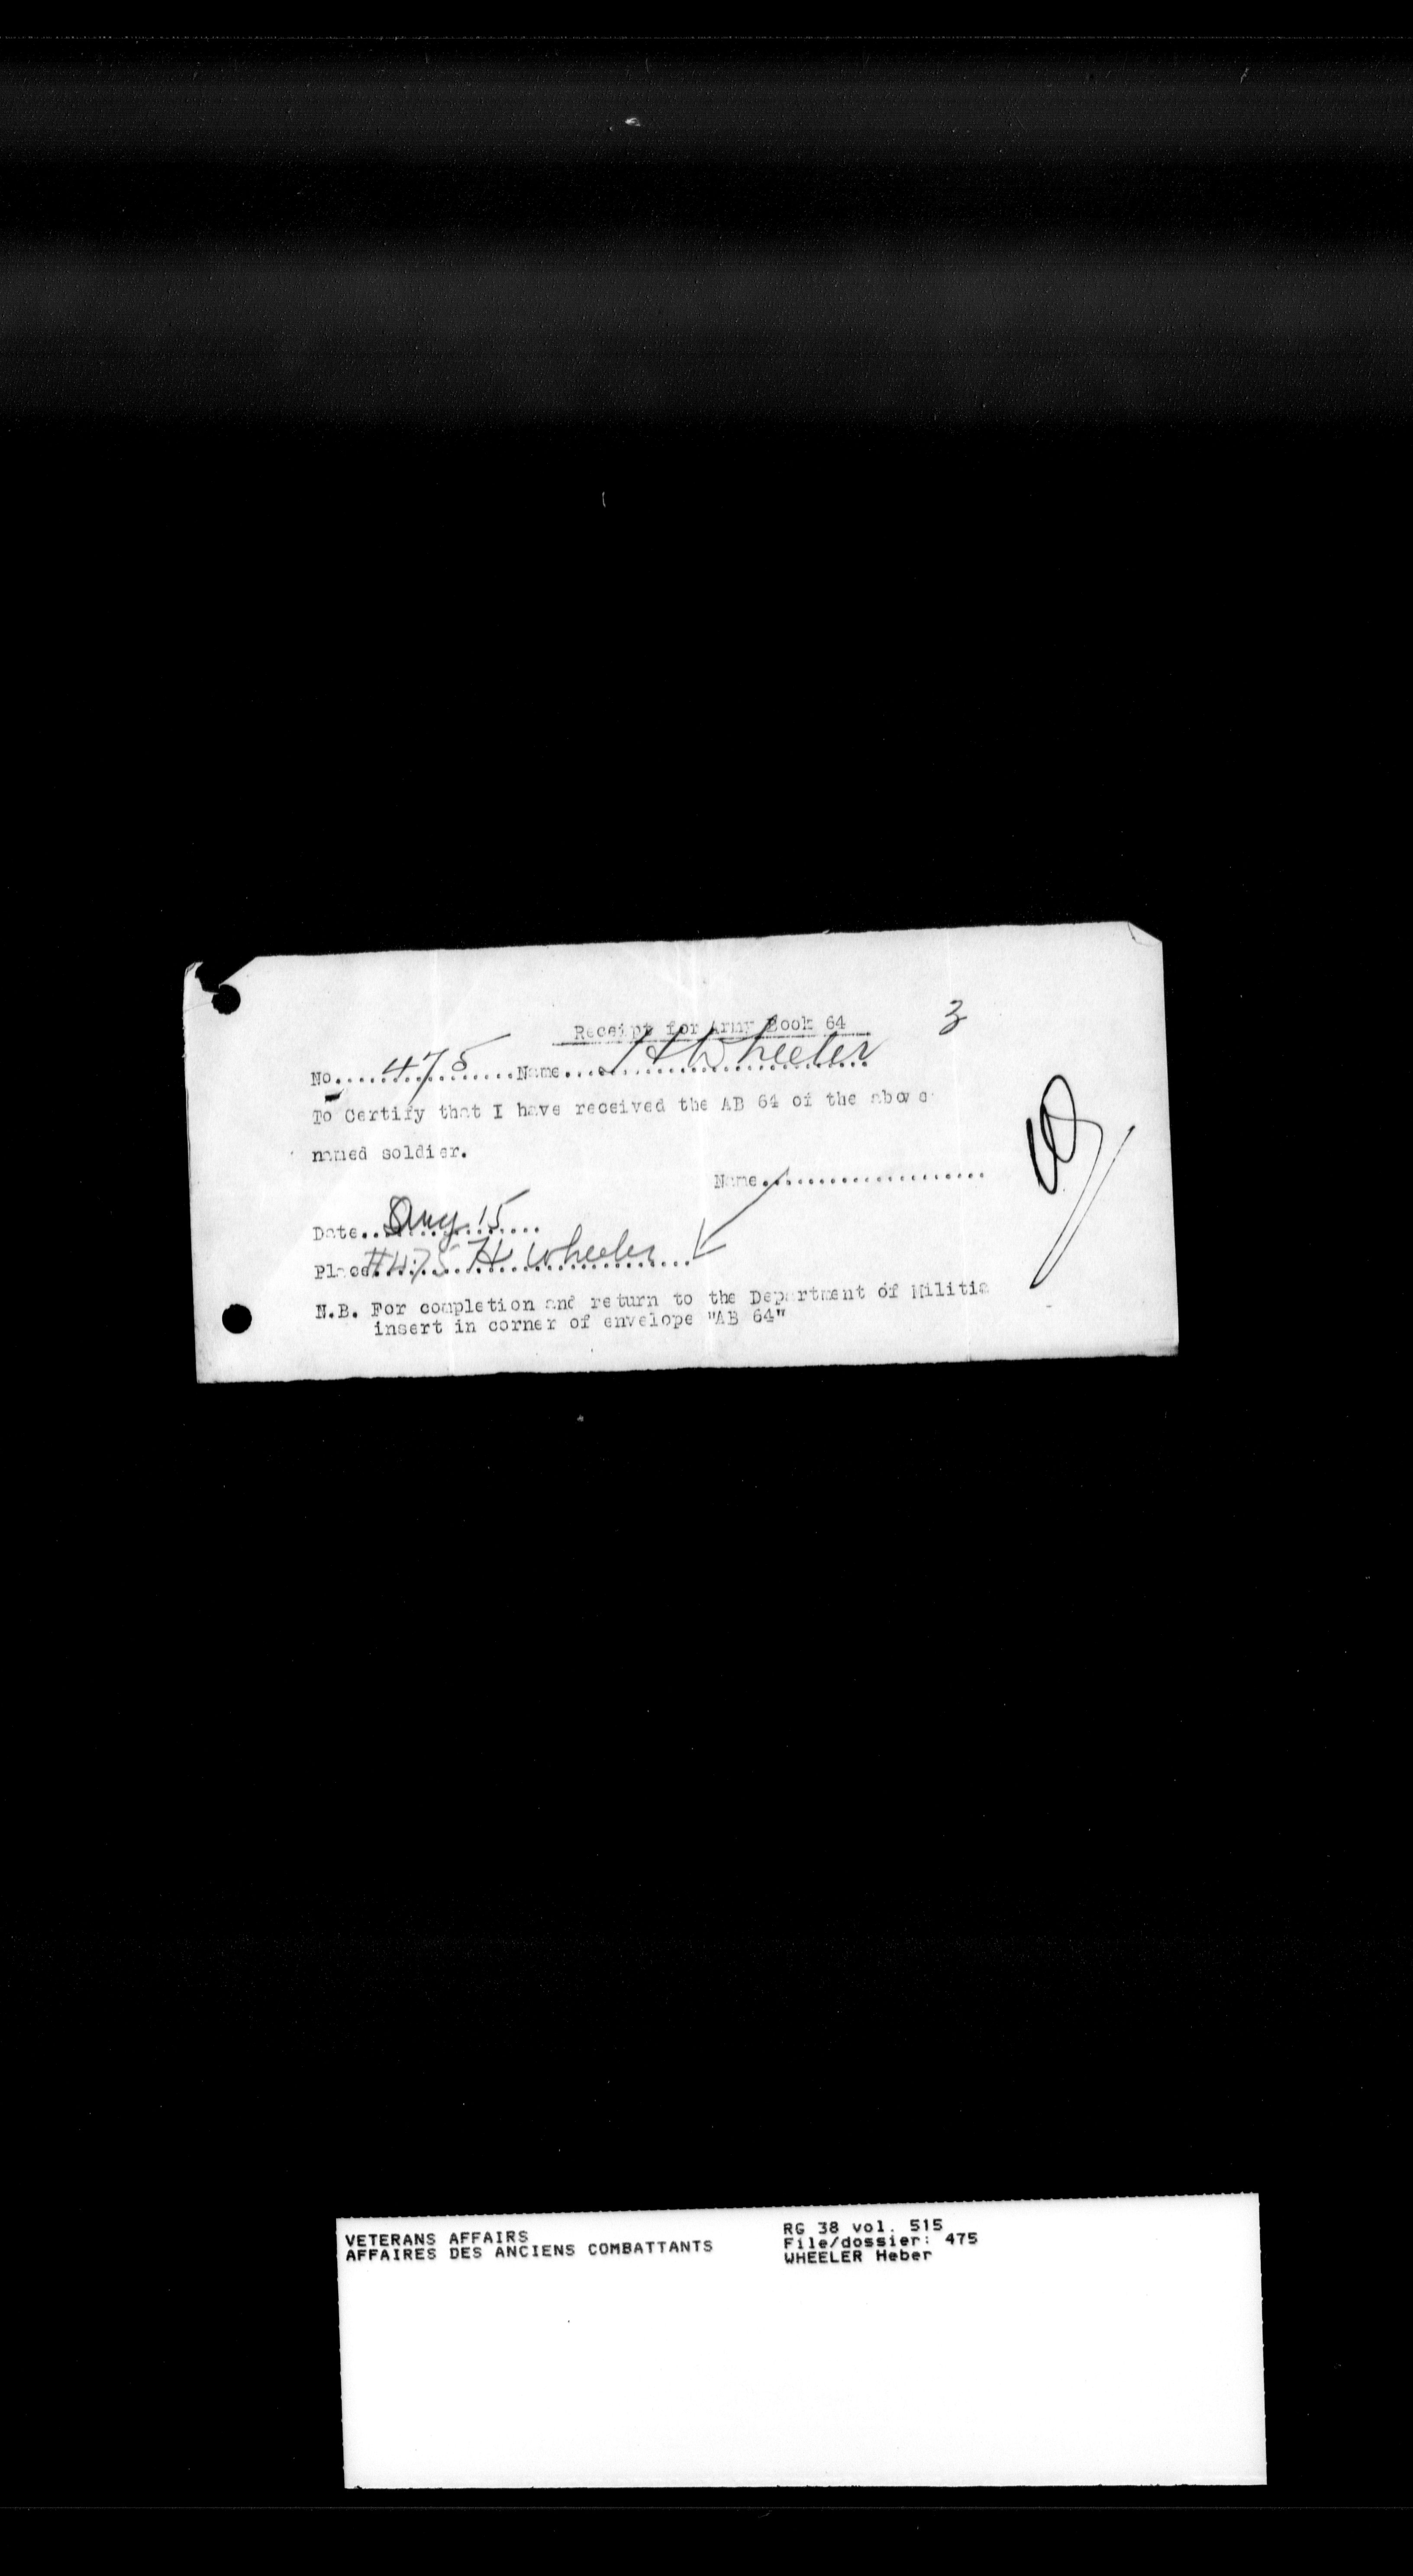 3
Receipt for Army Book 64
No. 475 Name H Wheeler
To Certify that I have received the AB 64 of the above
named soldier.
Name
Date Aug 15
Place #475 H Wheeler
N.B. For completion and return to the Department of Militia
insert in corner of envelope "AB 64"
VETERANS AFFAIRS
AFFAIRES DES ANCIENS COMBATTANTS
RG 38 vol. 515
File/dossier: 475
WHEELER Heber